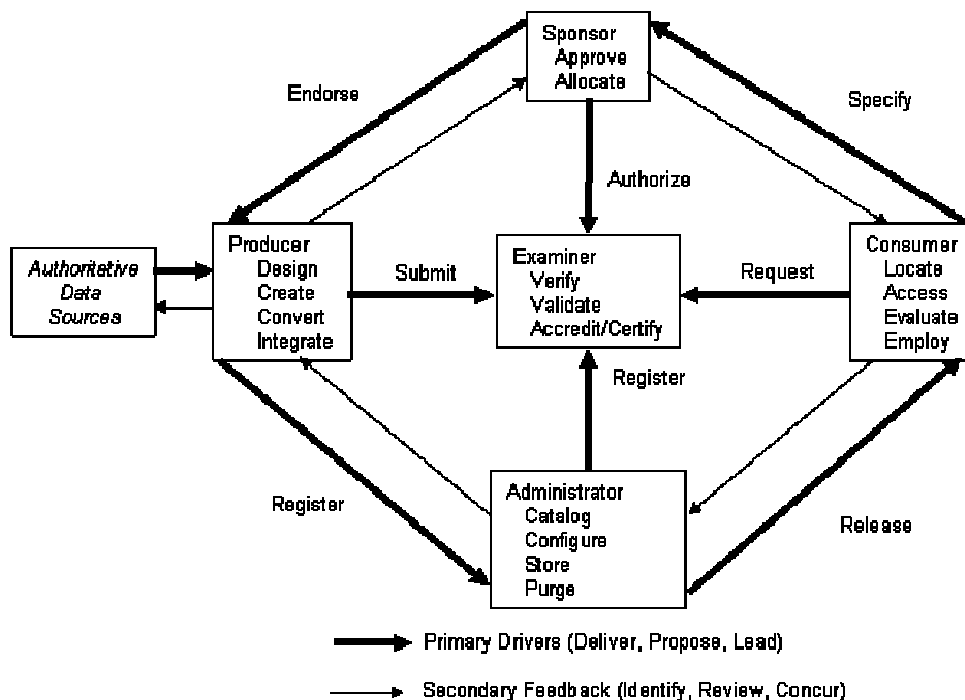 Sponsor
Approve
Allocate
Endorse
Specify
Authorize
Authoritative
Data
Sources
Producer
Design
Create
Convert
Integrate
Submit
Examiner
Verify
Validate
Accredit/Certify
Request
Consumer
Locate
Access
Evaluate
Employ
Register
Register
Administrator
Catalog
Configure
Store
Purge
Release
Primary Drivers (Deliver, Propose, Lead)
Secondary Feedback (Identify, Review, Concur)